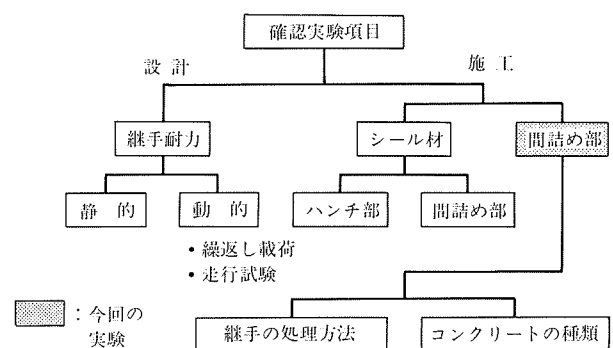 確認実験項目
設計
施工
継手耐力
シール材
間詰め部
静的
動的
ハンチ部
間詰め部
・繰返し載荷
・走行試験
：今回の
実験
継手の処理方法
コンクリートの種類